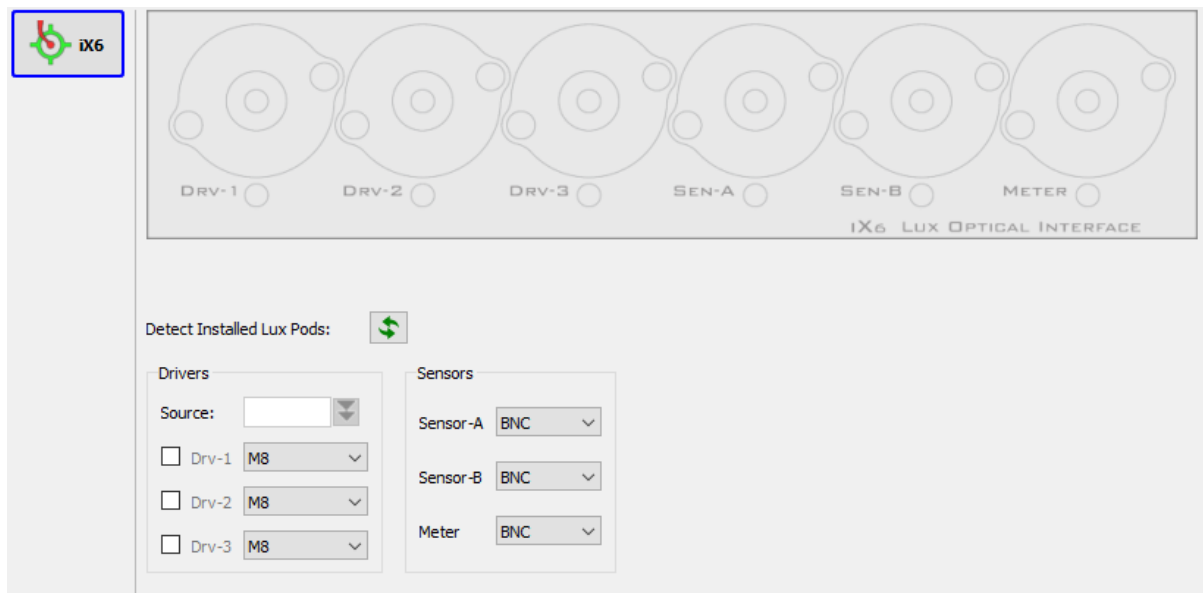 iX6
DRV-1 DRV-2 DRV-3 SEN-A SEN-B METER
iX6 LUX OPTICAL INTERFACE
Detect Installed Lux Pods:
Drivers
Source:
Drv-1 M8
Drv-2 M8
Drv-3 M8
Sensors
Sensor-A BNC
Sensor-B BNC
Meter BNC